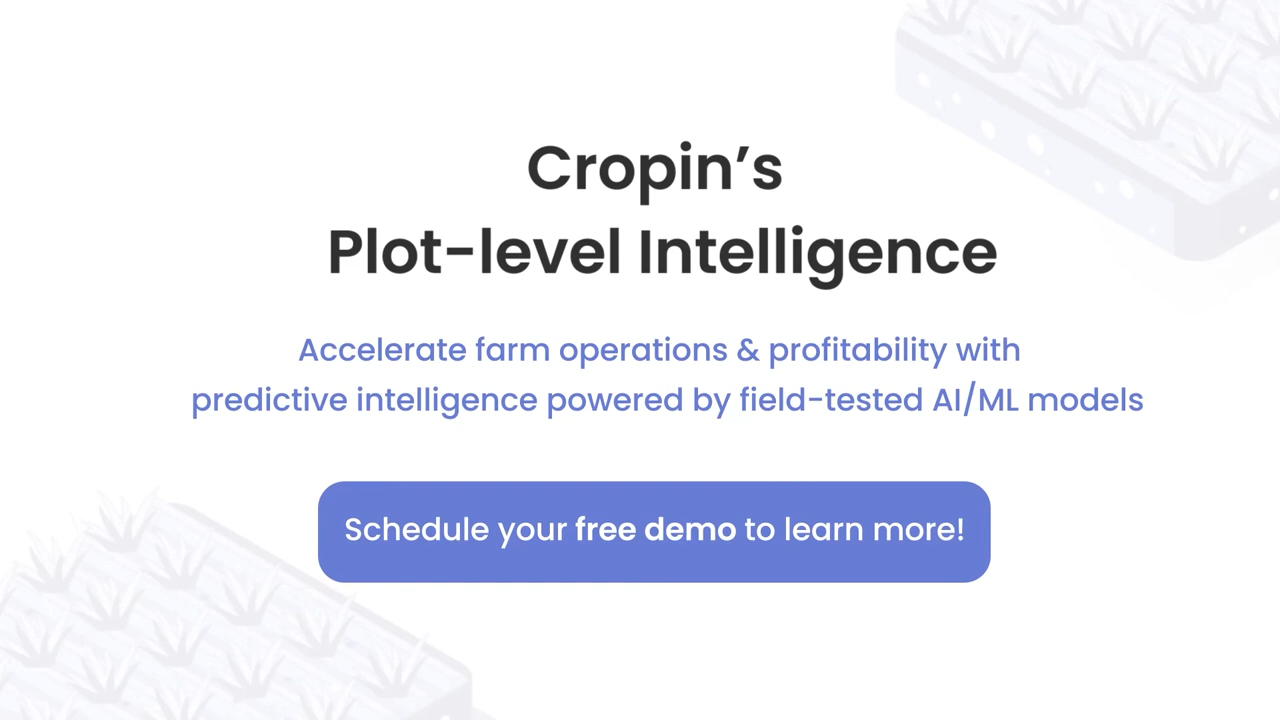 Cropin’s
Plot-level Intelligence
Accelerate farm operations & profitability with
predictive intelligence powered by field-tested AI/ML models
Schedule your free demo to learn more!